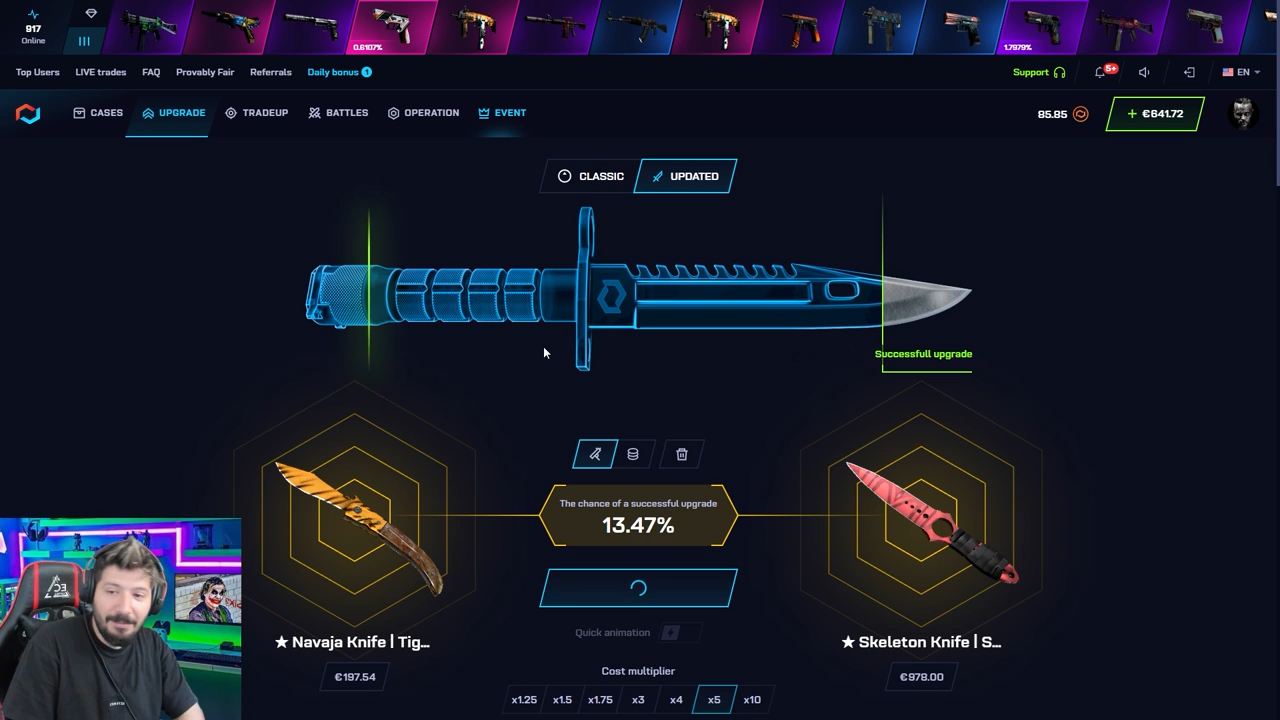 917
Online
0.6107%
1.7979%
Top Users
LIVE trades
FAQ
Provably Fair
Referrals
Daily bonus 1
Support
5+
EN
CASES
UPGRADE
TRADEUP
BATTLES
OPERATION
EVENT
85.85
+ €641.72
CLASSIC
UPDATED
Successfull upgrade
The chance of a successful upgrade
13.47%
Quick animation
★ Navaja Knife | Tig...
€197.54
★ Skeleton Knife | S...
€978.00
Cost multiplier
x1.25
x1.5
x1.75
x3
x4
x5
x10